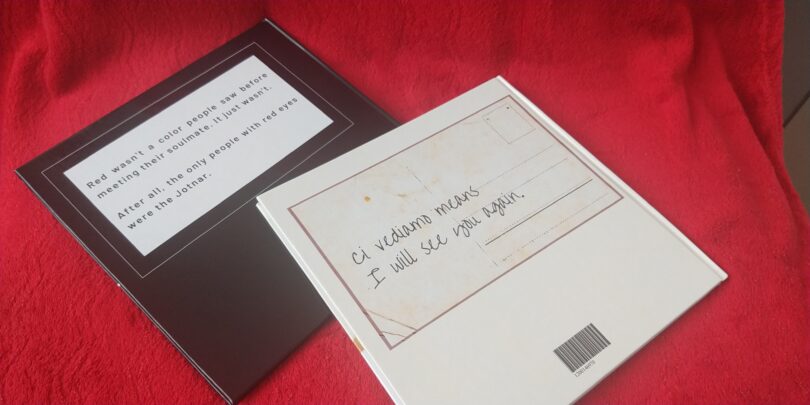 Red wasn't a color people saw before
meeting their soulmate. It just wasn't.
After all, the only people with red eyes
were the Jotnar.
ci vediamo means
I will see you again.